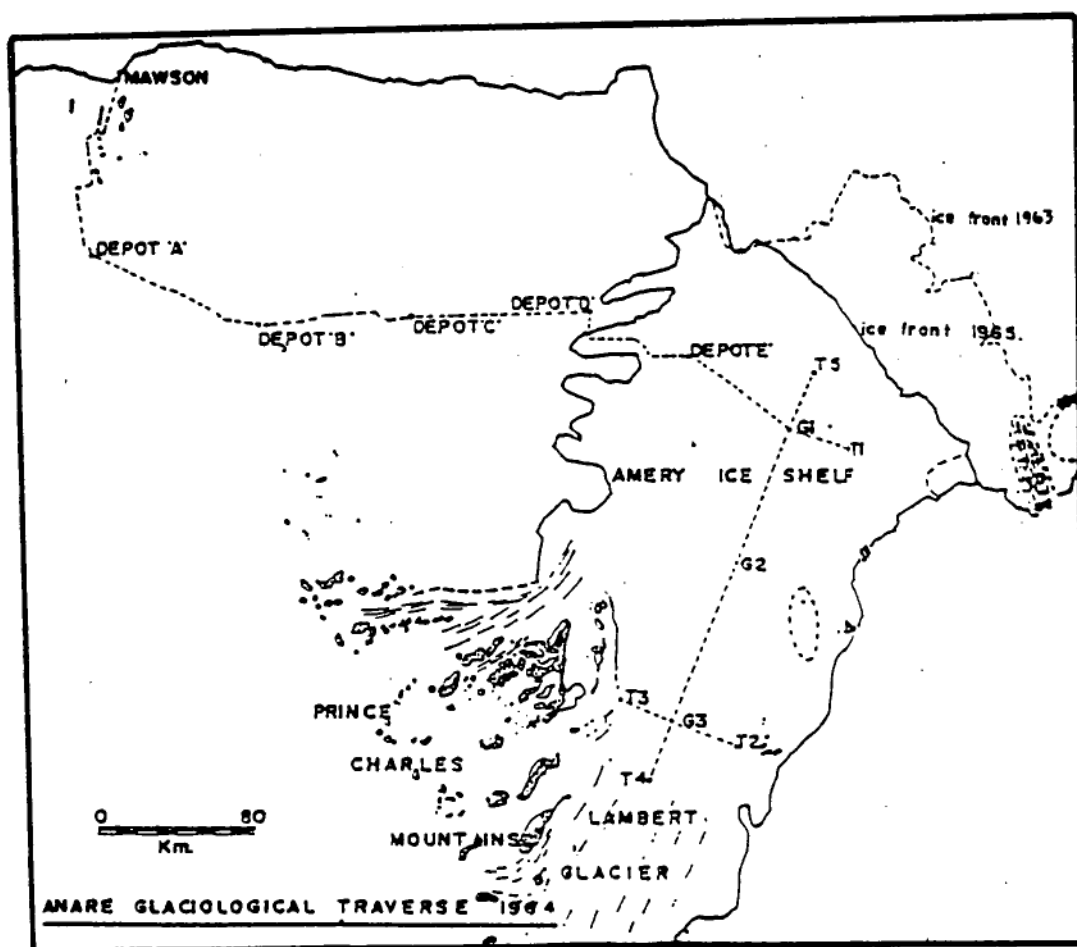 MAWSON
ice front 1963
DEPOT "A"
DEPOT "D"
DEPOT "B"
DEPOT "C"
ice front 1965.
DEPOT "E"
T5
G1
T1
AMERY ICE SHELF
G2
T3
PRINCE
G3
T2
CHARLES
T4
0 80
Km.
LAMBERT
MOUNTAINS
GLACIER
ANARE GLACIOLOGICAL TRAVERSE 1964